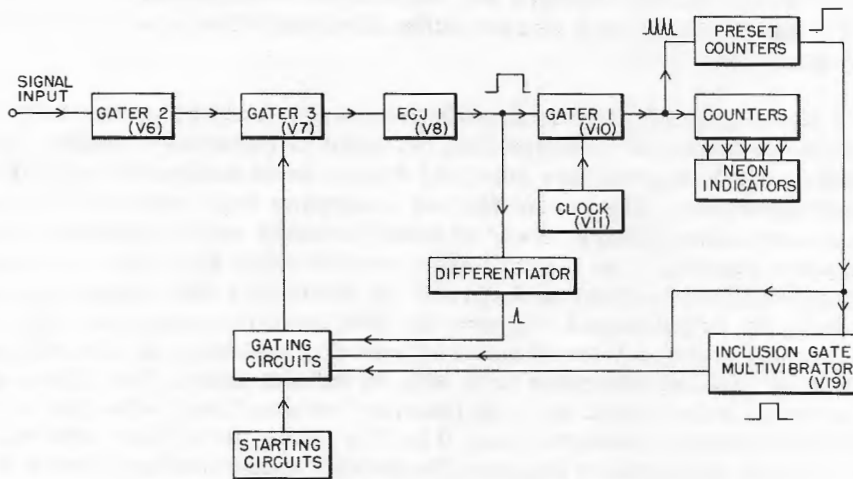 SIGNAL
INPUT
GATER 2
(V6)
GATER 3
(V7)
ECJ 1
(V8)
GATER 1
(V10)
PRESET
COUNTERS
COUNTERS
NEON
INDICATORS
CLOCK
(V11)
DIFFERENTIATOR
GATING
CIRCUITS
INCLUSION GATE
MULTIVIBRATOR
(V19)
STARTING
CIRCUITS